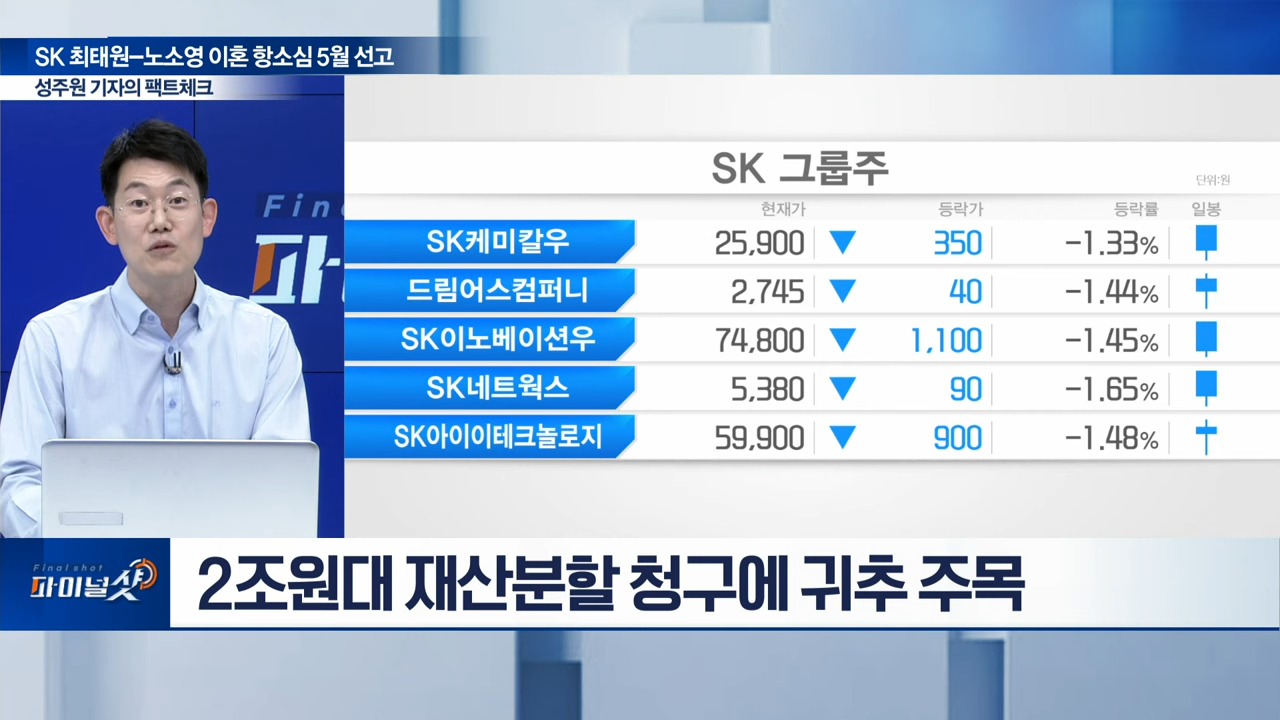 SK 최태원-노소영 이혼 항소심 5월 선고
성주원 기자의 팩트체크
Fin
파
SK 그룹주
단위:원
현재가 등락가 등락률 일봉
SK케미칼우 25,900 ▼ 350 -1.33%
드림어스컴퍼니 2,745 ▼ 40 -1.44%
SK이노베이션우 74,800 ▼ 1,100 -1.45%
SK네트웍스 5,380 ▼ 90 -1.65%
SK아이이테크놀로지 59,900 ▼ 900 -1.48%
Final shot
파이널샷
2조원대 재산분할 청구에 귀추 주목